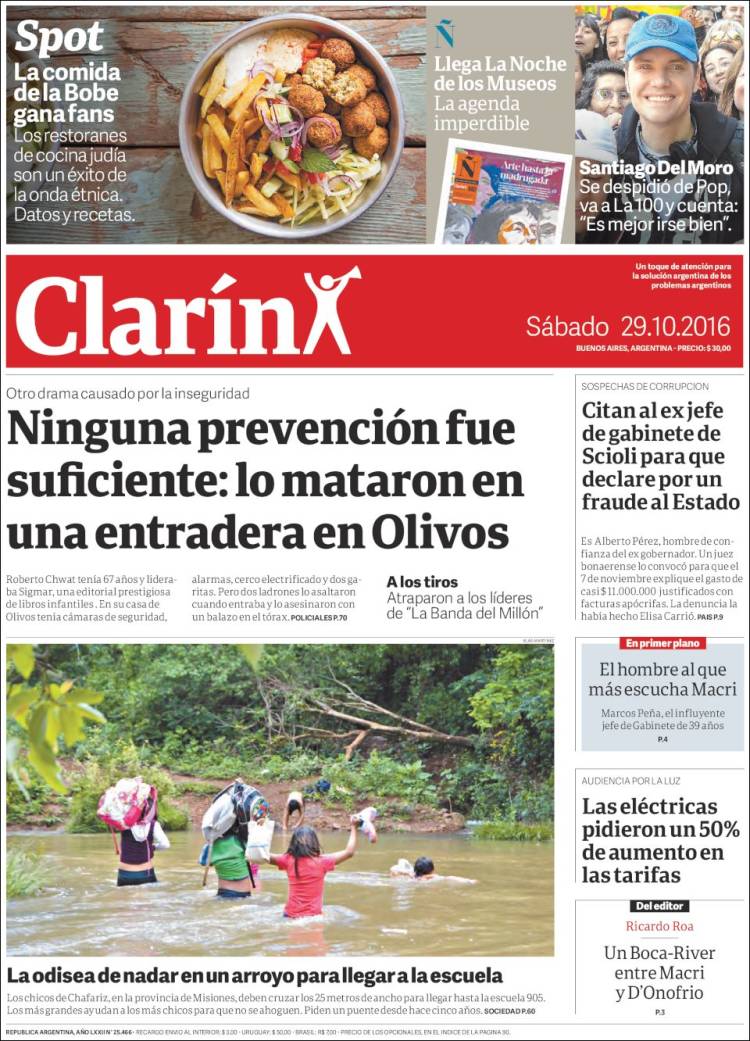 Spot
La comida
de la Bobe
gana fans
Los restoranes
de cocina judía
son un éxito de
la onda étnica.
Datos y recetas.
Ñ
Llega La Noche
de los Museos
La agenda
imperdible
Ñ
Arte hasta la
madrugada
Santiago Del Moro
Se despidió de Pop,
va a La 100 y cuenta:
“Es mejor irse bien”.
Clarín
Un toque de atención para
la solución argentina de los
problemas argentinos
Sábado 29.10.2016
BUENOS AIRES, ARGENTINA - PRECIO: $ 30,00
Otro drama causado por la inseguridad
Ninguna prevención fue
suficiente: lo mataron en
una entradera en Olivos
Roberto Chwat tenía 67 años y lidera-
ba Sigmar, una editorial prestigiosa
de libros infantiles . En su casa de
Olivos tenía cámaras de seguridad,
alarmas, cerco electrificado y dos ga-
ritas. Pero dos ladrones lo asaltaron
cuando entraba y lo asesinaron con
un balazo en el tórax. POLICIALES P.70
A los tiros
Atraparon a los líderes
de “La Banda del Millón”
SOSPECHAS DE CORRUPCION
Citan al ex jefe
de gabinete de
Scioli para que
declare por un
fraude al Estado
Es Alberto Pérez, hombre de con-
fianza del ex gobernador. Un juez
bonaerense lo convocó para que el
7 de noviembre explique el gasto de
casi $ 11.000.000 justificados con
facturas apócrifas. La denuncia la
había hecho Elisa Carrió. PAIS P.9
En primer plano
El hombre al que
más escucha Macri
Marcos Peña, el influyente
jefe de Gabinete de 39 años
P.4
AUDIENCIA POR LA LUZ
Las eléctricas
pidieron un 50%
de aumento en
las tarifas
Del editor
Ricardo Roa
Un Boca-River
entre Macri
y D’Onofrio
P.3
La odisea de nadar en un arroyo para llegar a la escuela
Los chicos de Chafariz, en la provincia de Misiones, deben cruzar los 25 metros de ancho para llegar hasta la escuela 905.
Los más grandes ayudan a los más chicos para que no se ahoguen. Piden un puente desde hace cinco años. SOCIEDAD P.60
REPUBLICA ARGENTINA, AÑO LXXII N° 25.466 - RECARGO ENVIO AL INTERIOR: $ 3,00 - URUGUAY: $ 50,00 - BRASIL: R$ 7,00 - PRECIO DE LOS OPCIONALES, EN EL INDICE DE LA PAGINA 90.